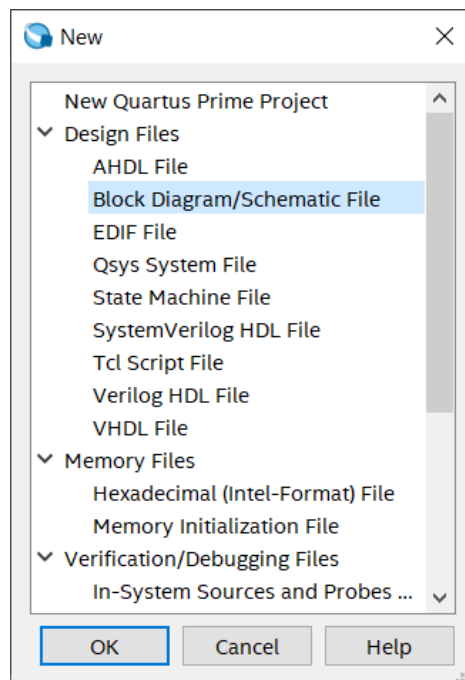 New
New Quartus Prime Project
Design Files
AHDL File
Block Diagram/Schematic File
EDIF File
Qsys System File
State Machine File
SystemVerilog HDL File
Tcl Script File
Verilog HDL File
VHDL File
Memory Files
Hexadecimal (Intel-Format) File
Memory Initialization File
Verification/Debugging Files
In-System Sources and Probes ...
OK Cancel Help